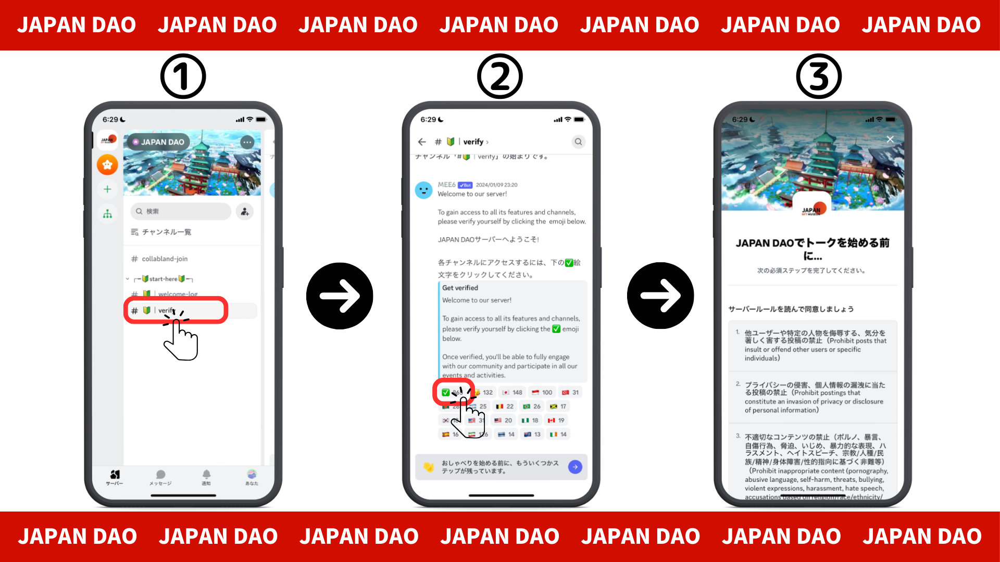 JAPAN DAO JAPAN DAO JAPAN DAO JAPAN DAO JAPAN DAO JAPAN DAO JAPAN DAO
①
6:29
JAPAN
NFT MUSEUM
JAPAN DAO
検索
チャンネル一覧
# collabland-join
start-here
# | welcome-log
# | verify
サーバー
メッセージ
通知
あなた
②
6:29
# | verify ›
チャンネル「# | verify」の始まりです。
MEE6 ✓Bot 2024/01/09 23:20
Welcome to our server!
To gain access to all its features and channels,
please verify yourself by clicking the emoji below.
JAPAN DAOサーバーへようこそ!
各チャンネルにアクセスするには、下の✅絵
文字をクリックしてください。
Get verified
Welcome to our server!
To gain access to all its features and channels,
please verify yourself by clicking the ✅ emoji
below.
Once verified, you'll be able to fully engage
with our community and participate in all our
events and activities.
132 148 100 31
25 22 26 17
20 18 19
16 14 13 14
おしゃべりを始める前に、もういくつかス
テップが残っています。
③
6:29
JAPAN
NFT MUSEUM
JAPAN DAOでトークを始める前
に...
次の必須ステップを完了してください。
サーバールールを読んで同意しましょう
1. 他ユーザーや特定の人物を侮辱する、気分を
著しく害する投稿の禁止（Prohibit posts that
insult or offend other users or specific
individuals）
2. プライバシーの侵害、個人情報の漏洩に当た
る投稿の禁止（Prohibit postings that
constitute an invasion of privacy or disclosure
of personal information）
3. 不適切なコンテンツの禁止（ポルノ、暴言、
自傷行為、脅迫、いじめ、暴力的な表現、ハ
ラスメント、ヘイトスピーチ、宗教/人種/民
族/精神/身体障害/性的指向に基づく非難等）
（Prohibit inappropriate content (pornography,
abusive language, self-harm, threats, bullying,
violent expressions, harassment, hate speech,
accusations based on religion/race/ethnicity/
JAPAN DAO JAPAN DAO JAPAN DAO JAPAN DAO JAPAN DAO JAPAN DAO JAPAN DAO